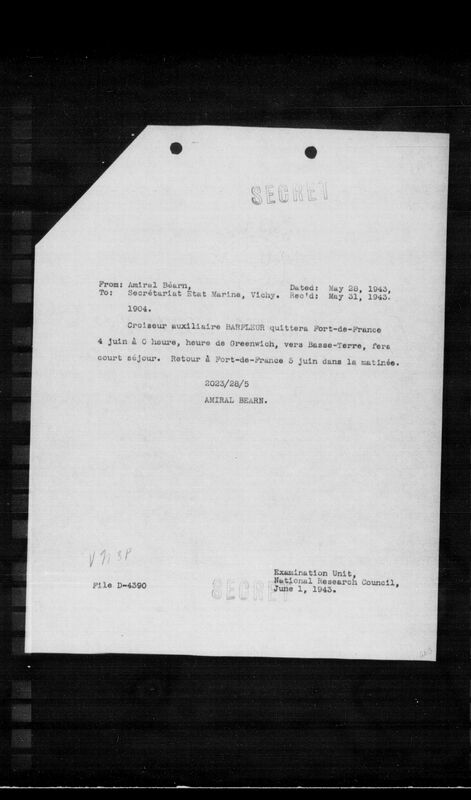 SECRET
From: Amiral Béarn, Dated: May 28, 1943,
To: Secrétariat Etat Marine, Vichy. Rec'd: May 31, 1943.
1904.
Croiseur auxiliaire BARFLEUR quittera Fort-de-France
4 juin à 0 heure, heure de Greenwich, vers Basse-Terre, fera
court séjour. Retour à Fort-de-France 5 juin dans la matinée.
2023/28/5
AMIRAL BEARN.
File D-4390
SECRET
Examination Unit,
National Research Council,
June 1, 1943.